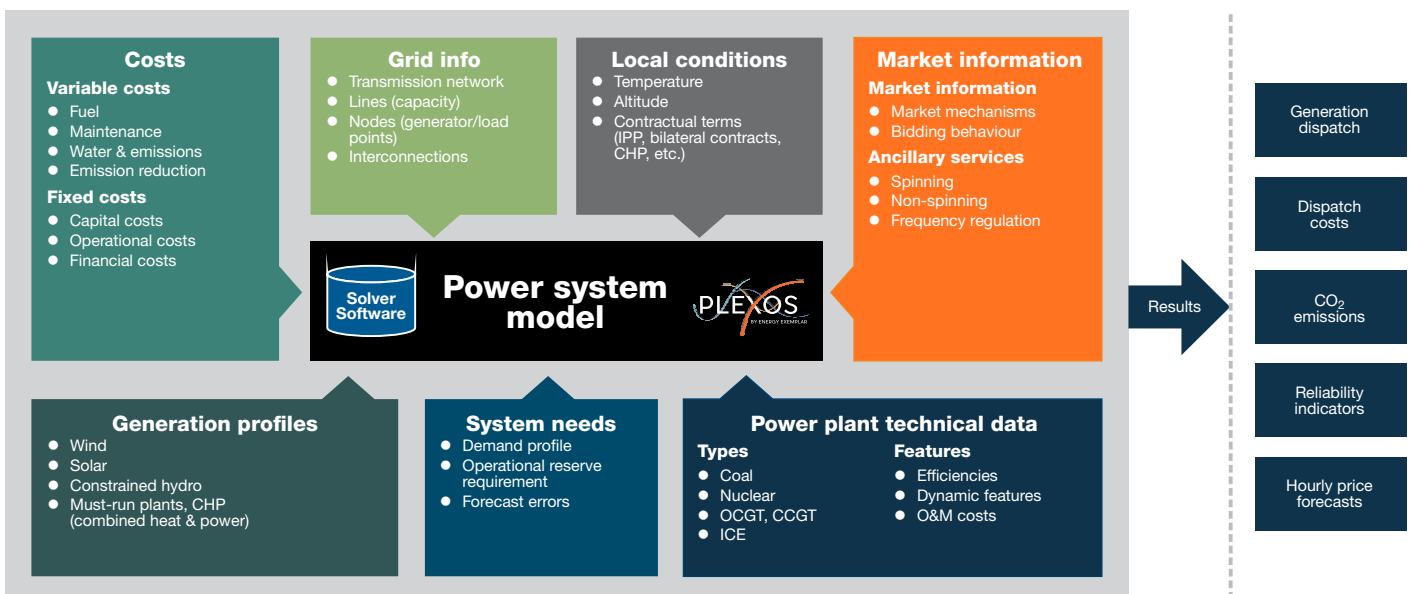 Costs
Variable costs
● Fuel
● Maintenance
● Water & emissions
● Emission reduction
Fixed costs
● Capital costs
● Operational costs
● Financial costs
Grid info
● Transmission network
● Lines (capacity)
● Nodes (generator/load
points)
● Interconnections
Local conditions
● Temperature
● Altitude
● Contractual terms
(IPP, bilateral contracts,
CHP, etc.)
Market information
Market information
● Market mechanisms
● Bidding behaviour
Ancillary services
● Spinning
● Non-spinning
● Frequency regulation
Solver
Software
Power system
model
PLEXOS
BY ENERGY EXEMPLAR
Generation profiles
● Wind
● Solar
● Constrained hydro
● Must-run plants, CHP
(combined heat & power)
System needs
● Demand profile
● Operational reserve
requirement
● Forecast errors
Power plant technical data
Types
● Coal
● Nuclear
● OCGT, CCGT
● ICE
Features
● Efficiencies
● Dynamic features
● O&M costs
Results
Generation
dispatch
Dispatch
costs
CO₂
emissions
Reliability
indicators
Hourly price
forecasts